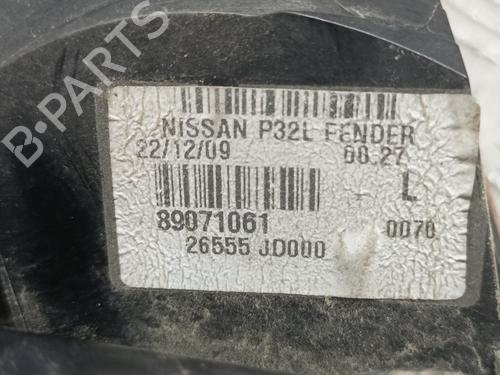 NISSAN P32L FENDER
22/12/09 00:27
L
89071061 0070
26555 JD000
B-PARTS